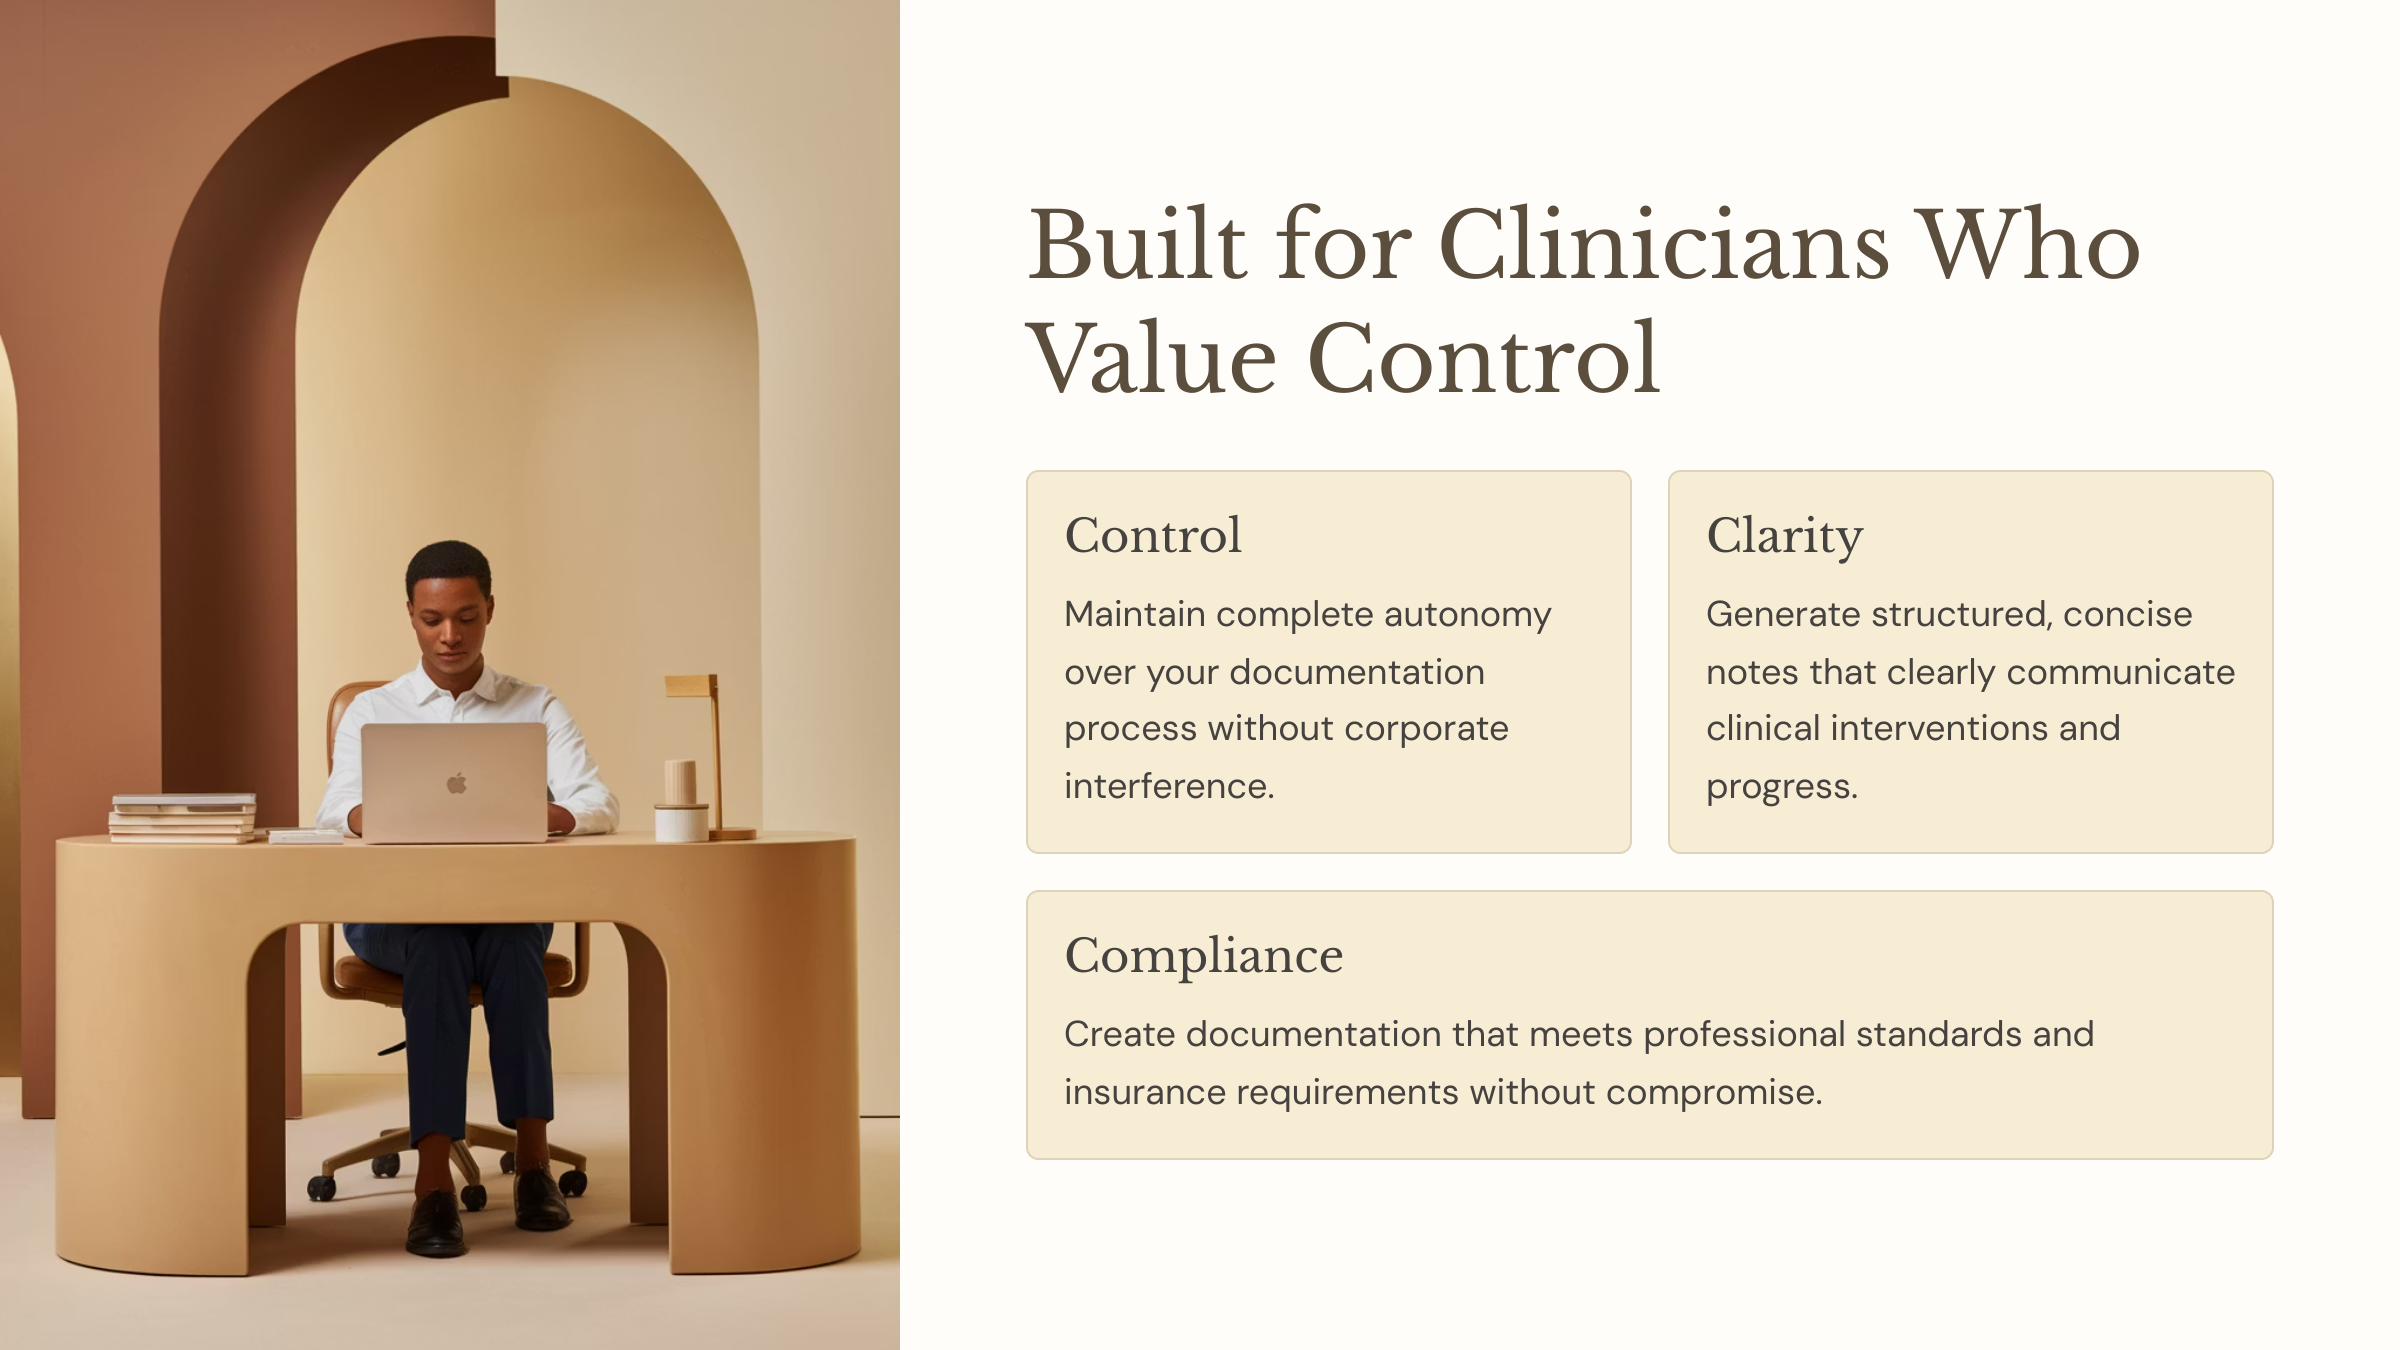 Built for Clinicians Who
Value Control
Control
Maintain complete autonomy
over your documentation
process without corporate
interference.
Clarity
Generate structured, concise
notes that clearly communicate
clinical interventions and
progress.
Compliance
Create documentation that meets professional standards and
insurance requirements without compromise.